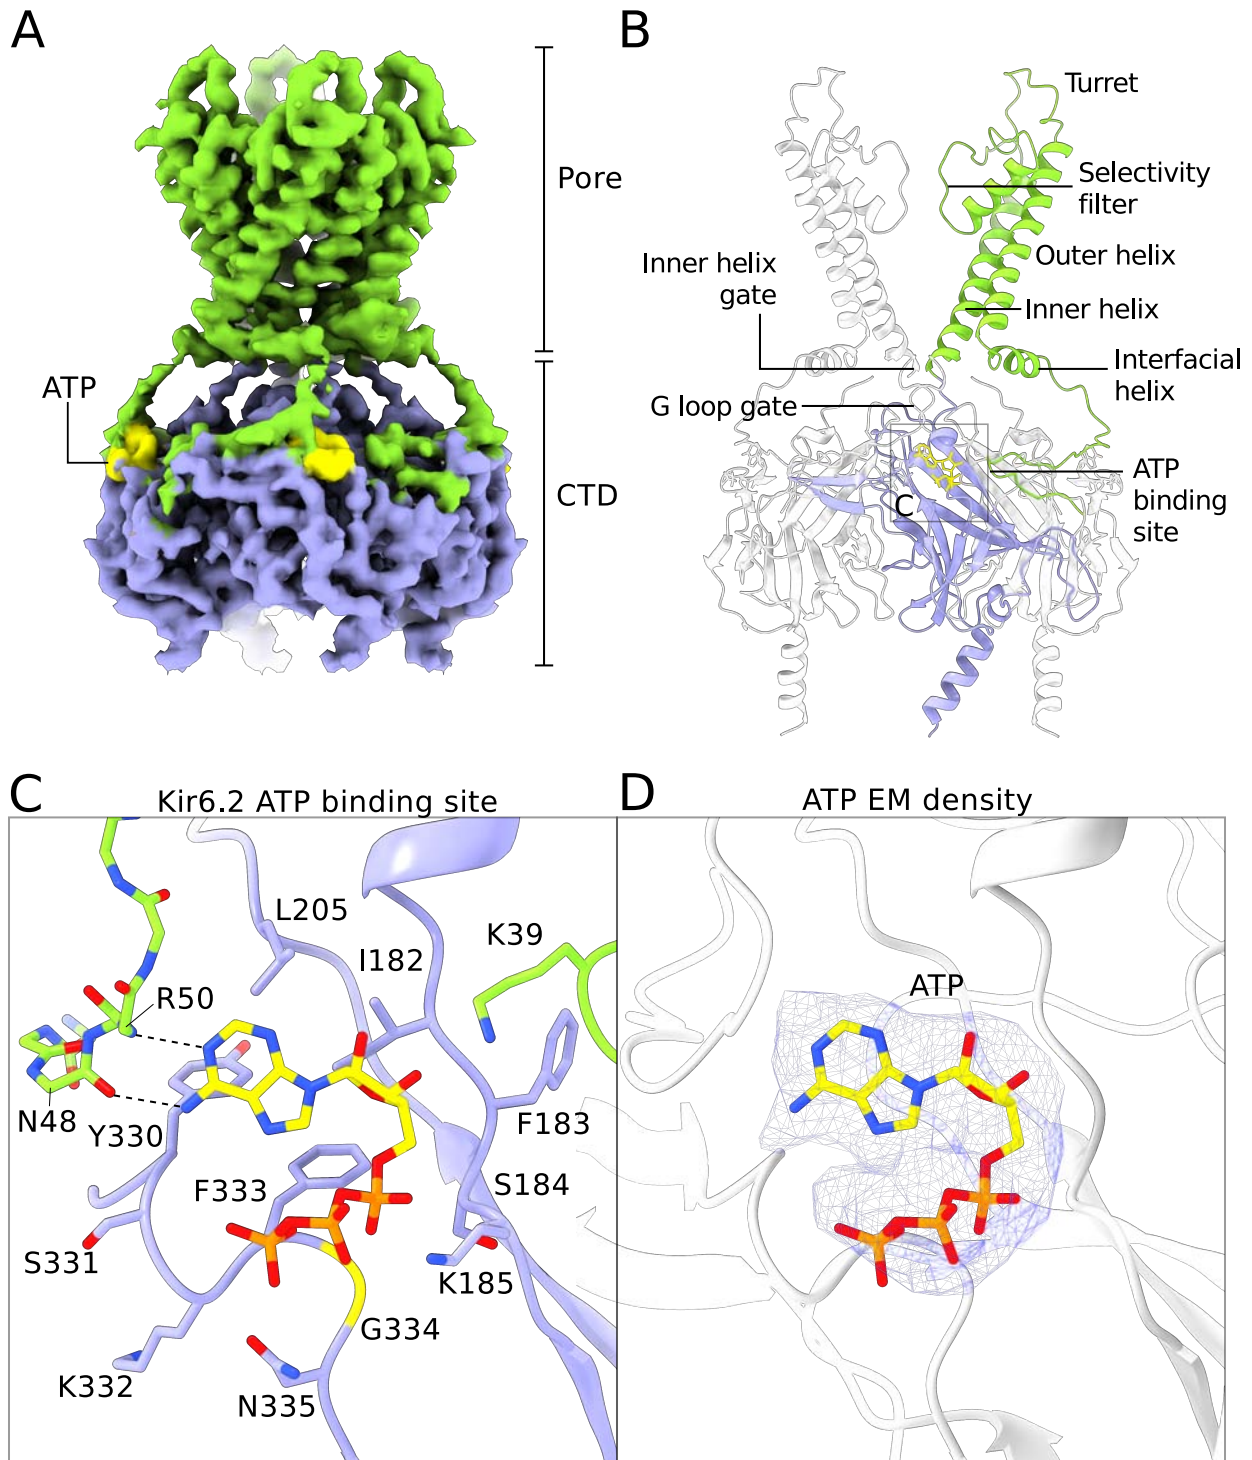 A
B
Pore
CTD
ATP
Turret
Selectivity
filter
Outer helix
Inner helix
gate
Inner helix
Interfacial
helix
G loop gate
ATP
binding
site
C
C
Kir6.2 ATP binding site
D
ATP EM density
L205
I182
K39
R50
N48
Y330
F183
F333
S184
S331
K185
G334
K332
N335
ATP